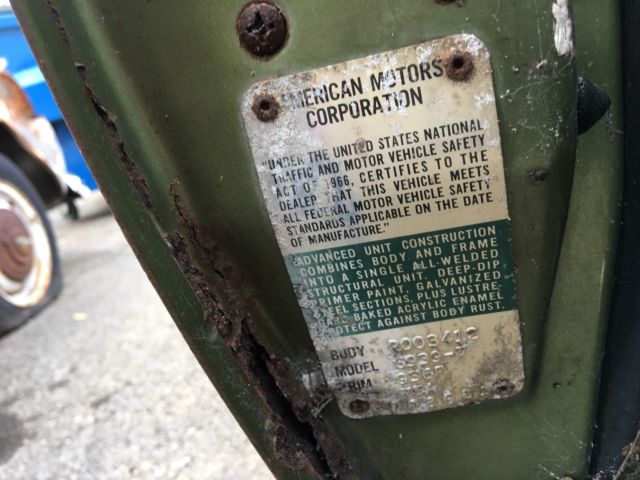 AMERICAN MOTORS
CORPORATION
"UNDER THE UNITED STATES NATIONAL
TRAFFIC AND MOTOR VEHICLE SAFETY
ACT OF 1966, CERTIFIES TO THE
DEALER THAT THIS VEHICLE MEETS
ALL FEDERAL MOTOR VEHICLE SAFETY
STANDARDS APPLICABLE ON THE DATE
OF MANUFACTURE."
ADVANCED UNIT CONSTRUCTION
COMBINES BODY AND FRAME
INTO A SINGLE ALL-WELDED
STRUCTURAL UNIT, DEEP-DIP
PRIMER PAINT, GALVANIZED
STEEL SECTIONS, PLUS LUSTRE-
BAKED ACRYLIC ENAMEL
PROTECT AGAINST BODY RUST.
BODY
MODEL
TRIM